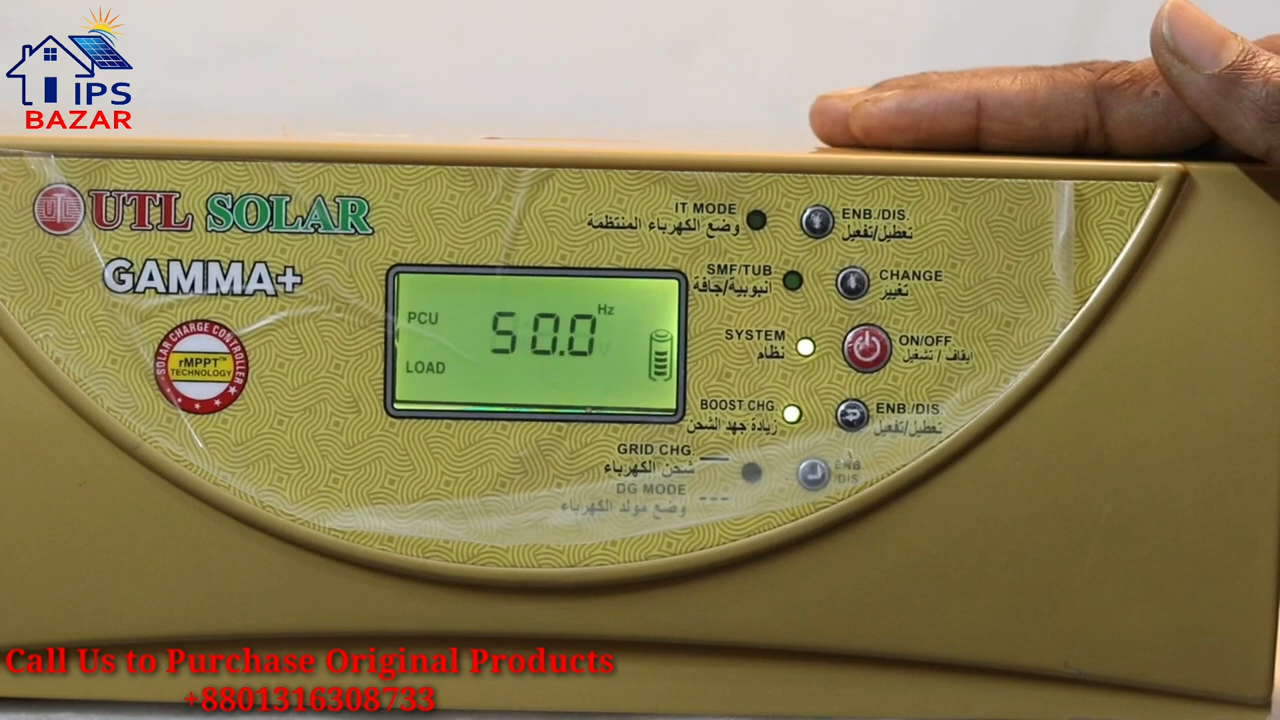 IPS
BAZAR
UTL SOLAR
GAMMA+
SOLAR CHARGE CONTROLLER
rMPPT™
TECHNOLOGY
PCU
50.0 Hz
LOAD
IT MODE
وضع الكهرباء المنتظمة
ENB./DIS.
تعطيل/تفعيل
SMF/TUB
انبوبية/جافة
CHANGE
تغيير
SYSTEM
نظام
ON/OFF
ايقاف / تشغيل
BOOST CHG.
زيادة جهد الشحن
ENB./DIS.
تعطيل/تفعيل
GRID CHG.
شحن الكهرباء
DG MODE
وضع مولد الكهرباء
ENB
/DIS
Call Us to Purchase Original Products
+8801316308733